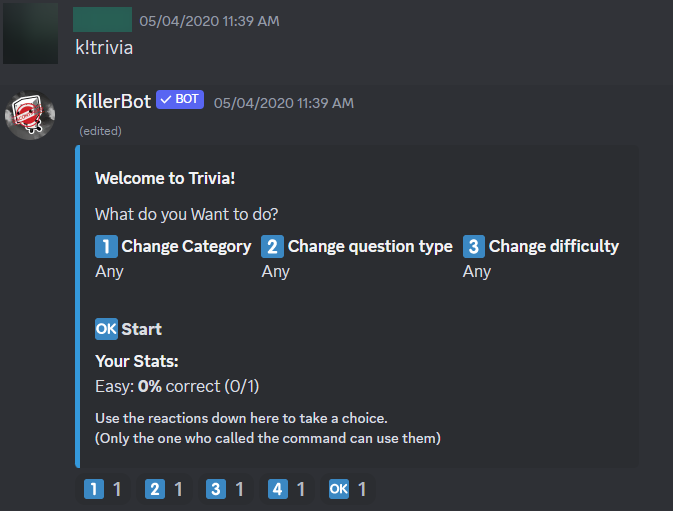 05/04/2020 11:39 AM
k!trivia
KillerBot ✓ BOT 05/04/2020 11:39 AM
(edited)
Welcome to Trivia!
What do you Want to do?
1 Change Category 2 Change question type 3 Change difficulty
Any Any Any
OK Start
Your Stats:
Easy: 0% correct (0/1)
Use the reactions down here to take a choice.
(Only the one who called the command can use them)
1 1 2 1 3 1 4 1 OK 1